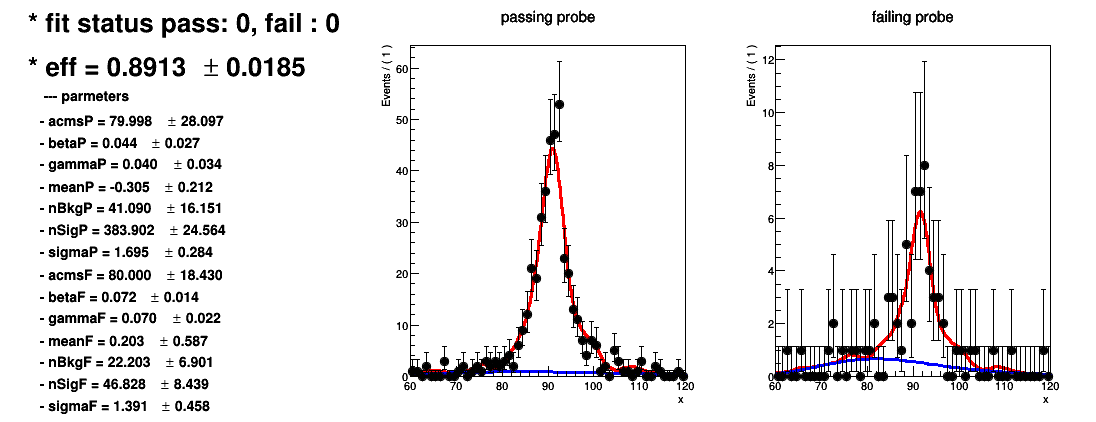 * fit status pass: 0, fail : 0
* eff = 0.8913 ± 0.0185
--- parmeters
- acmsP = 79.998 ± 28.097
- betaP = 0.044 ± 0.027
- gammaP = 0.040 ± 0.034
- meanP = -0.305 ± 0.212
- nBkgP = 41.090 ± 16.151
- nSigP = 383.902 ± 24.564
- sigmaP = 1.695 ± 0.284
- acmsF = 80.000 ± 18.430
- betaF = 0.072 ± 0.014
- gammaF = 0.070 ± 0.022
- meanF = 0.203 ± 0.587
- nBkgF = 22.203 ± 6.901
- nSigF = 46.828 ± 8.439
- sigmaF = 1.391 ± 0.458
passing probe
Events / ( 1 )
60
50
40
30
20
10
0
60 70 80 90 100 110 120
x
failing probe
Events / ( 1 )
12
10
8
6
4
2
0
60 70 80 90 100 110 120
x